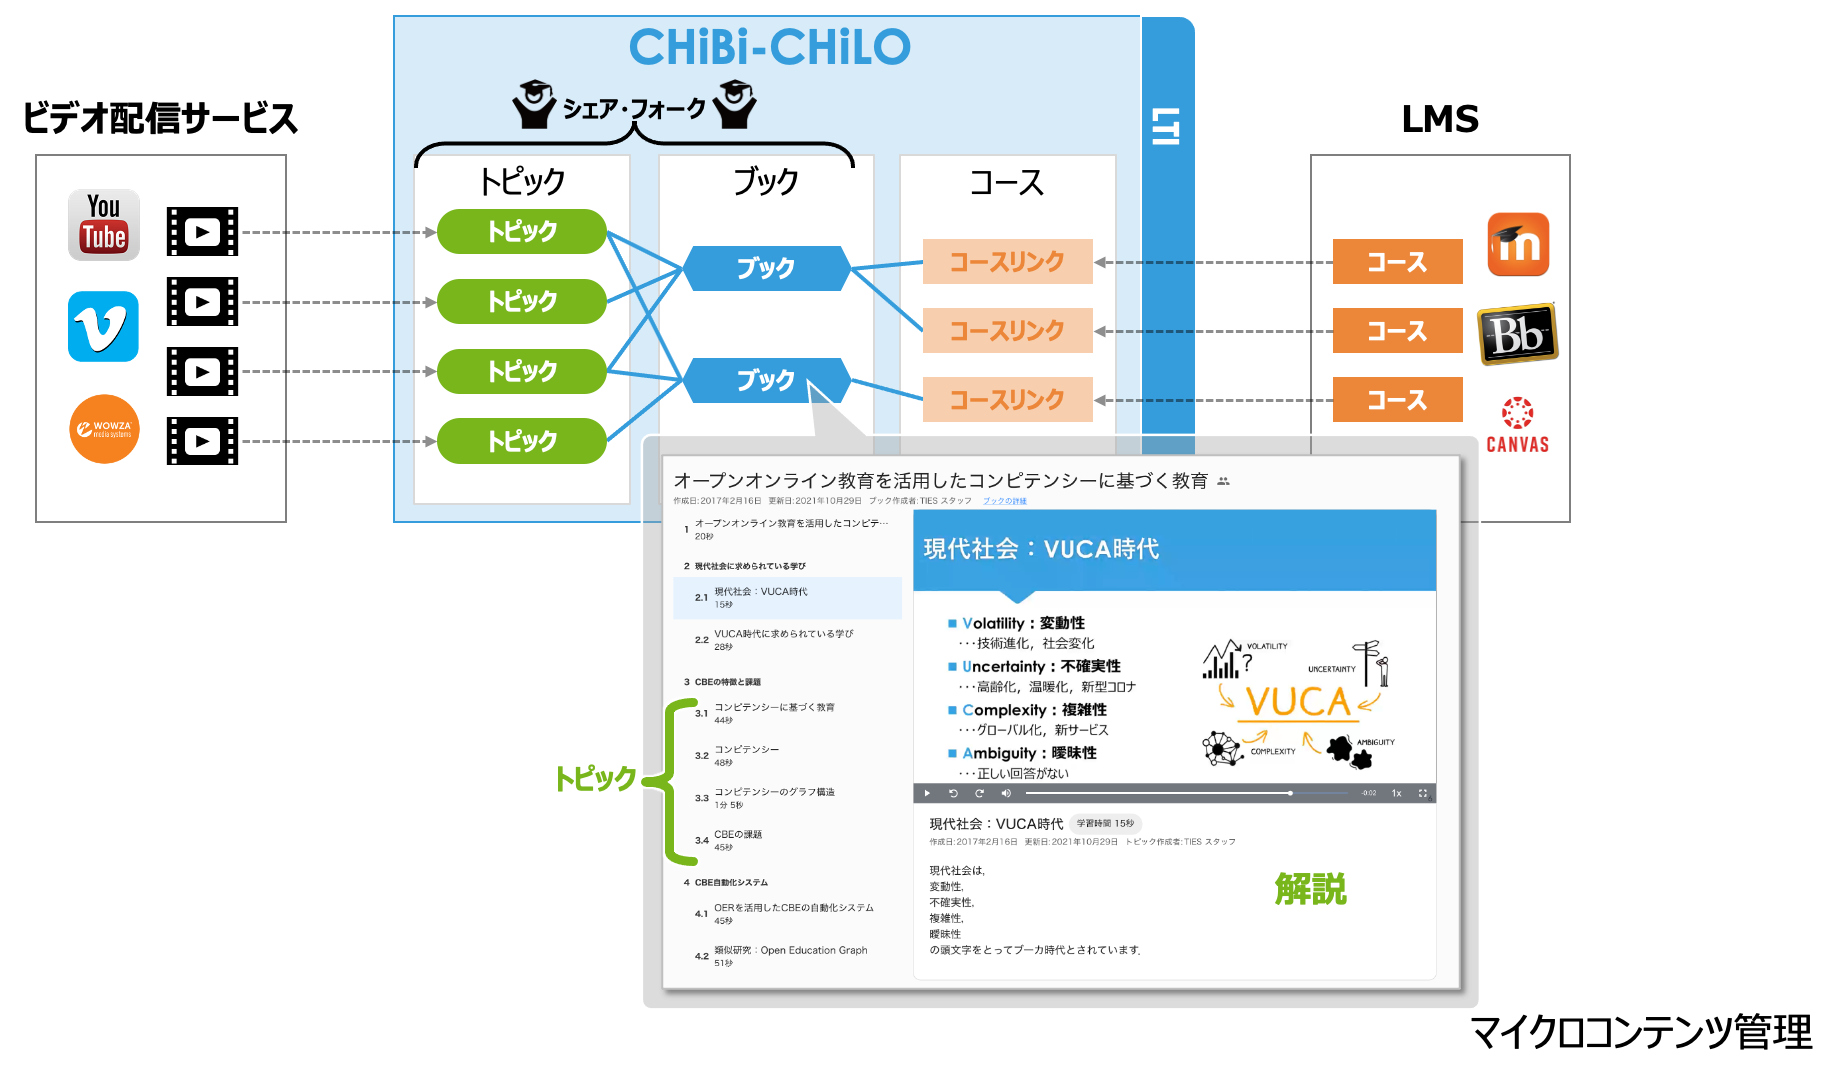 CHiBi-CHiLO
シェア・フォーク
ビデオ配信サービス
LTI
LMS
トピック
ブック
コース
You
Tube
WOWZA
media systems
トピック
トピック
トピック
トピック
ブック
ブック
コースリンク
コースリンク
コースリンク
コース
コース
コース
m
Bb
CANVAS
オープンオンライン教育を活用したコンピテンシーに基づく教育
作成日:2017年2月16日 更新日:2021年10月29日 ブック作成者:TIES スタッフ ブックの詳細
1 オープンオンライン教育を活用したコンピテ…
20秒
2 現代社会に求められている学び
2.1 現代社会：VUCA時代
15秒
2.2 VUCA時代に求められている学び
28秒
3 CBEの特徴と課題
3.1 コンピテンシーに基づく教育
44秒
3.2 コンピテンシー
48秒
3.3 コンピテンシーのグラフ構造
1分 5秒
3.4 CBEの課題
45秒
4 CBE自動化システム
4.1 OERを活用したCBEの自動化システム
45秒
4.2 類似研究：Open Education Graph
51秒
トピック
現代社会：VUCA時代
Volatility：変動性
･･･技術進化，社会変化
Uncertainty：不確実性
･･･高齢化，温暖化，新型コロナ
Complexity：複雑性
･･･グローバル化，新サービス
Ambiguity：曖昧性
･･･正しい回答がない
VOLATILITY
?
UNCERTAINTY
VUCA
COMPLEXITY
AMBIGUITY
-0:02 1x
現代社会：VUCA時代 学習時間 15秒
作成日:2017年2月16日 更新日:2021年10月29日 トピック作成者:TIES スタッフ
現代社会は，
変動性，
不確実性，
複雑性，
曖昧性
の頭文字をとってブーカ時代とされています．
解説
マイクロコンテンツ管理